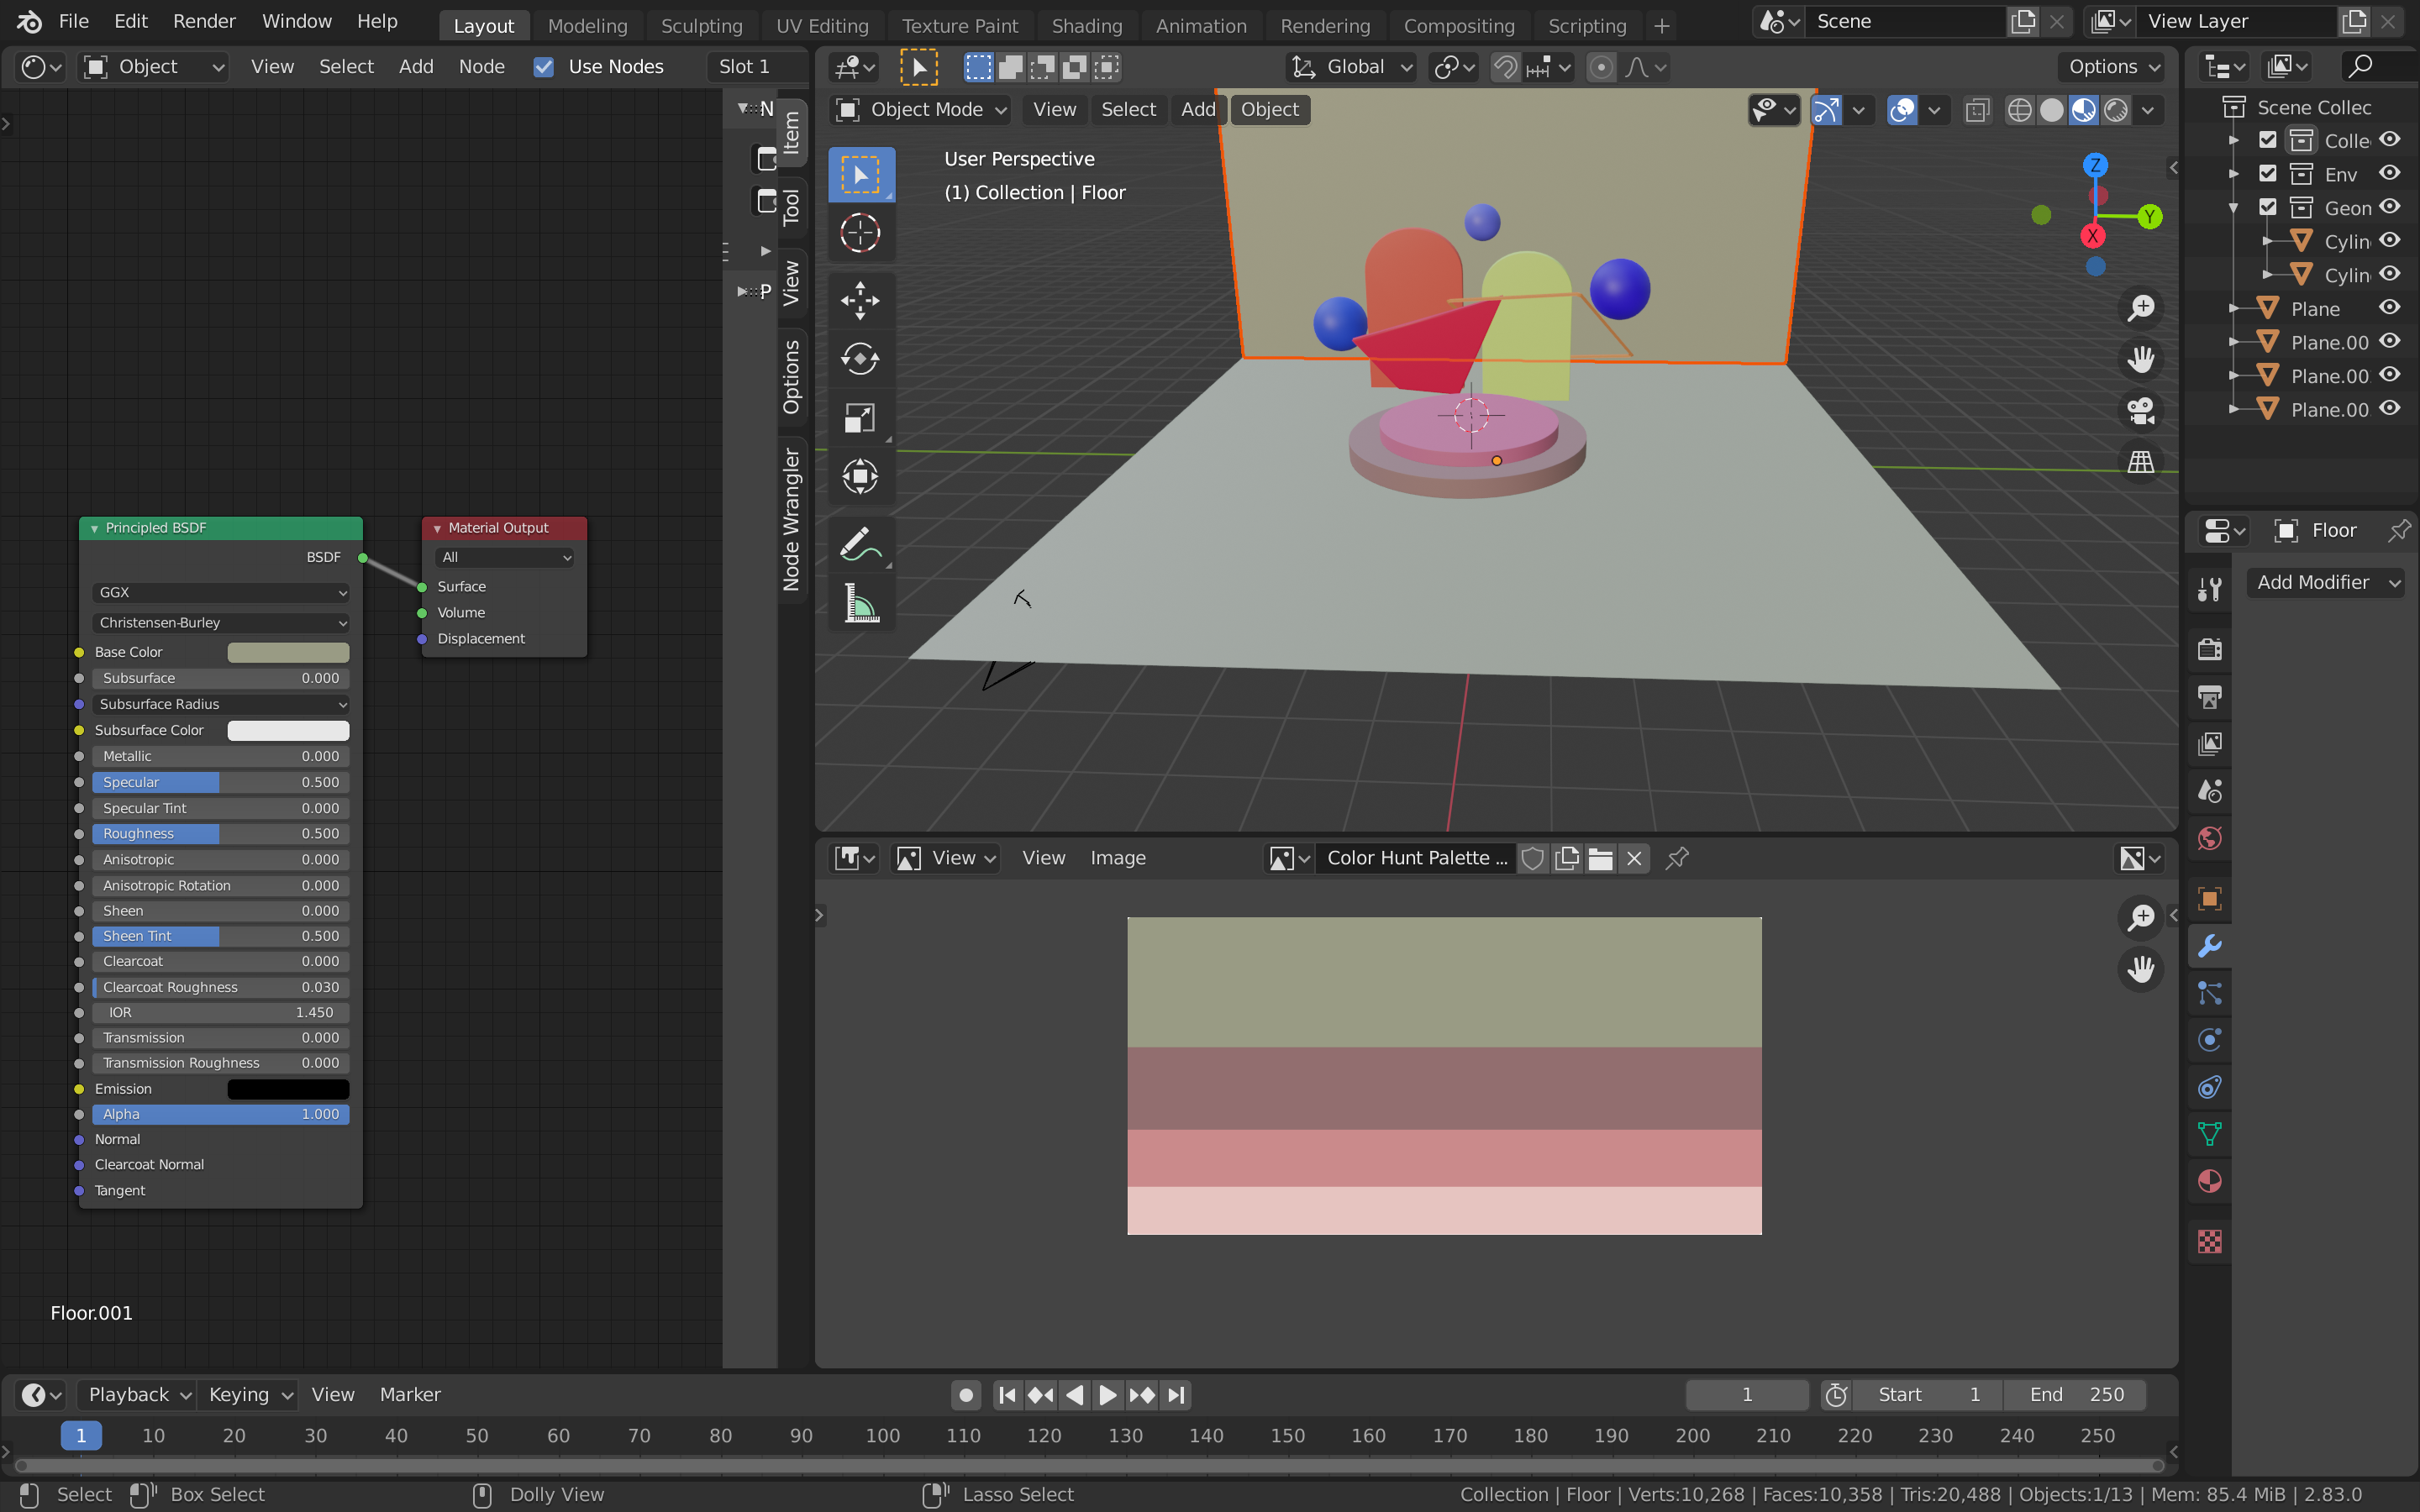 File Edit Render Window Help Layout Modeling Sculpting UV Editing Texture Paint Shading Animation Rendering Compositing Scripting + Scene View Layer
Object View Select Add Node Use Nodes Slot 1
Global Options
Object Mode View Select Add Object
User Perspective
(1) Collection | Floor
Z
Y
X
N
P
Item
Tool
View
Options
Node Wrangler
Principled BSDF
BSDF
GGX
Christensen-Burley
Base Color
Subsurface 0.000
Subsurface Radius
Subsurface Color
Metallic 0.000
Specular 0.500
Specular Tint 0.000
Roughness 0.500
Anisotropic 0.000
Anisotropic Rotation 0.000
Sheen 0.000
Sheen Tint 0.500
Clearcoat 0.000
Clearcoat Roughness 0.030
IOR 1.450
Transmission 0.000
Transmission Roughness 0.000
Emission
Alpha 1.000
Normal
Clearcoat Normal
Tangent
Material Output
All
Surface
Volume
Displacement
Floor.001
View View Image Color Hunt Palette ...
Scene Collec
Colle
Env
Geon
Cylin
Cylin
Plane
Plane.00
Plane.00
Plane.00
Floor
Add Modifier
Playback Keying View Marker 1 Start 1 End 250
1 10 20 30 40 50 60 70 80 90 100 110 120 130 140 150 160 170 180 190 200 210 220 230 240 250
Select Box Select Dolly View Lasso Select Collection | Floor | Verts:10,268 | Faces:10,358 | Tris:20,488 | Objects:1/13 | Mem: 85.4 MiB | 2.83.0